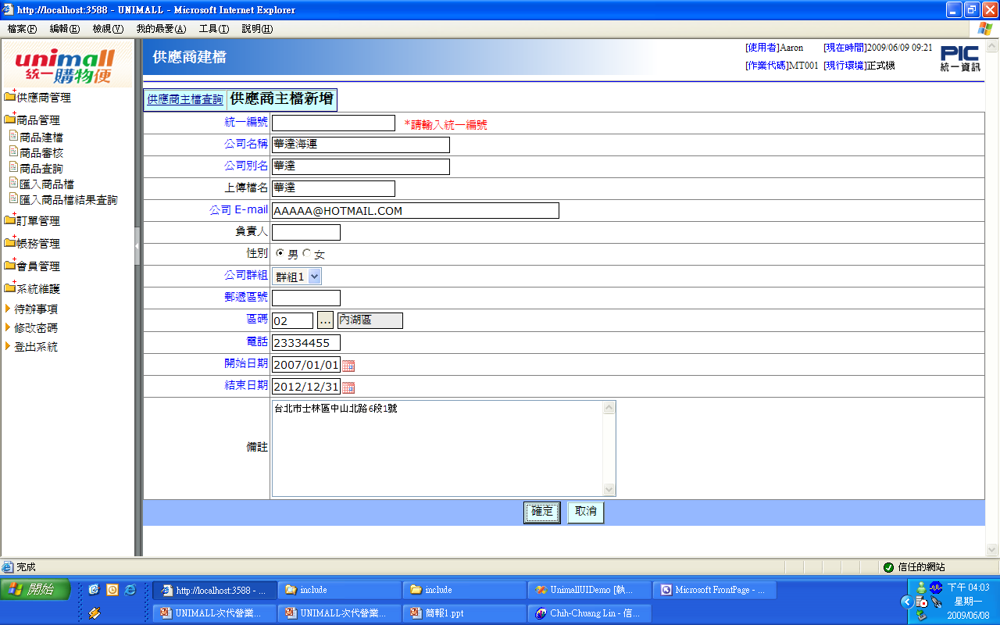 http://localhost:3588 - UNIMALL - Microsoft Internet Explorer
檔案(F) 編輯(E) 檢視(V) 我的最愛(A) 工具(T) 說明(H)
unimall
統一購物便
供應商管理
商品管理
商品建檔
商品審核
商品查詢
匯入商品檔
匯入商品檔結果查詢
訂單管理
帳務管理
會員管理
系統維護
待辦事項
修改密碼
登出系統
供應商建檔
[使用者]Aaron [現在時間]2009/06/09 09:21
[作業代碼]MT001 [現行環境]正式機
PIC
統一資訊
供應商主檔查詢 供應商主檔新增
統一編號 *請輸入統一編號
公司名稱 華達海運
公司別名 華達
上傳檔名 華達
公司 E-mail AAAAA@HOTMAIL.COM
負責人
性別 男 女
公司群組 群組1
郵遞區號
區碼 02 ... 內湖區
電話 23334455
開始日期 2007/01/01
結束日期 2012/12/31
備註 台北市士林區中山北路6段1號
確定 取消
完成 信任的網站
開始 http://localhost:3588 - ... include include UnimallUIDemo [執... Microsoft FrontPage - ... 下午 04:03
星期一
UNIMALL次代營業... UNIMALL次代營業... 簡報1.ppt Chih-Chuang Lin - 信... 2009/06/08